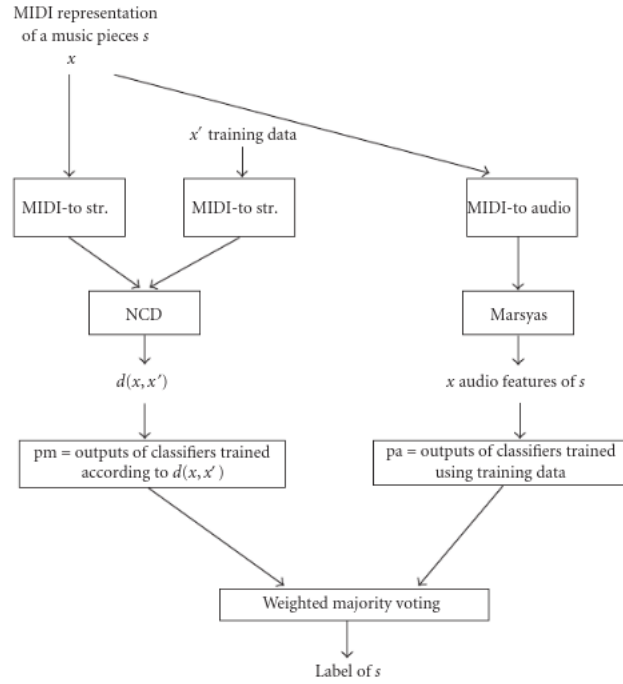 MIDI representation
of a music pieces s
x
x′ training data
MIDI-to str.
MIDI-to str.
MIDI-to audio
NCD
Marsyas
d(x, x′)
x audio features of s
pm = outputs of classifiers trained
according to d(x, x′)
pa = outputs of classifiers trained
using training data
Weighted majority voting
Label of s